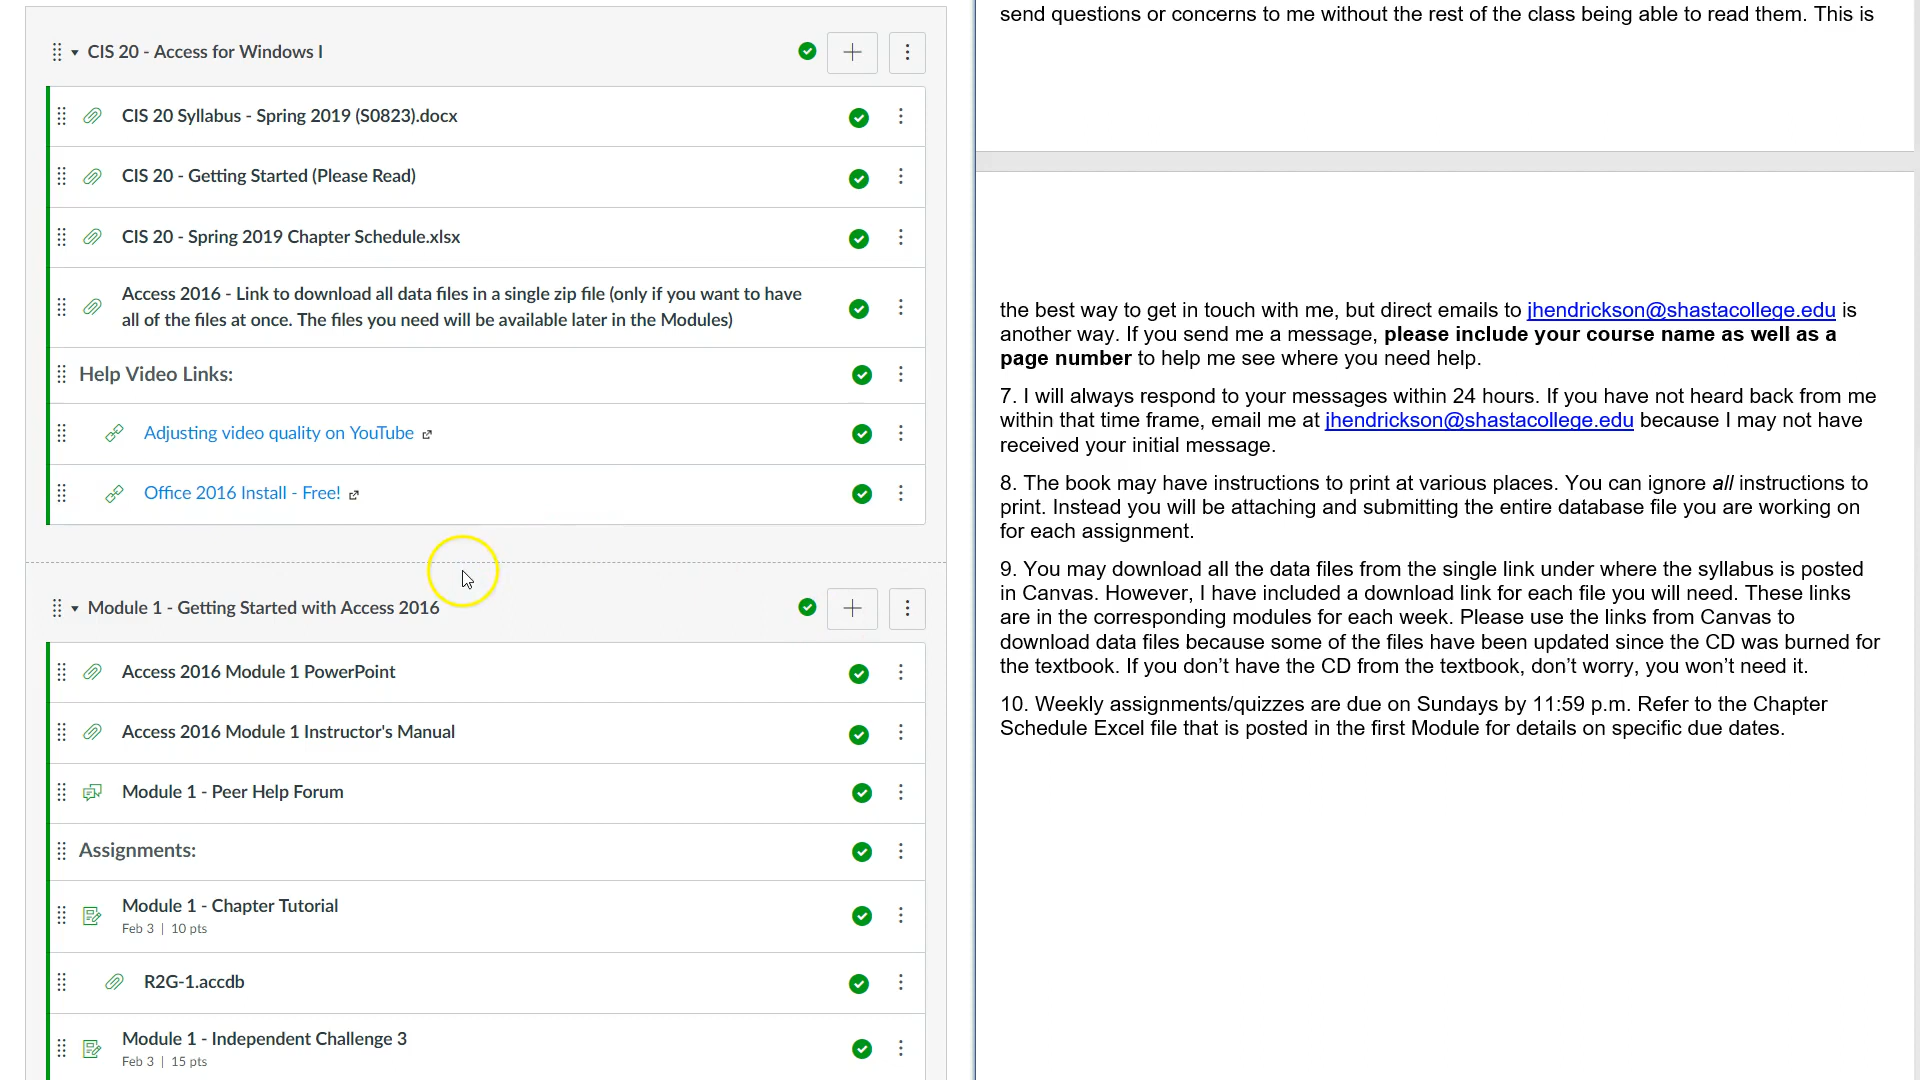 CIS 20 - Access for Windows I
CIS 20 Syllabus - Spring 2019 (S0823).docx
CIS 20 - Getting Started (Please Read)
CIS 20 - Spring 2019 Chapter Schedule.xlsx
Access 2016 - Link to download all data files in a single zip file (only if you want to have
all of the files at once. The files you need will be available later in the Modules)
Help Video Links:
Adjusting video quality on YouTube
Office 2016 Install - Free!
Module 1 - Getting Started with Access 2016
Access 2016 Module 1 PowerPoint
Access 2016 Module 1 Instructor's Manual
Module 1 - Peer Help Forum
Assignments:
Module 1 - Chapter Tutorial
Feb 3 | 10 pts
R2G-1.accdb
Module 1 - Independent Challenge 3
Feb 3 | 15 pts
send questions or concerns to me without the rest of the class being able to read them. This is
the best way to get in touch with me, but direct emails to jhendrickson@shastacollege.edu is
another way. If you send me a message, please include your course name as well as a
page number to help me see where you need help.
7. I will always respond to your messages within 24 hours. If you have not heard back from me
within that time frame, email me at jhendrickson@shastacollege.edu because I may not have
received your initial message.
8. The book may have instructions to print at various places. You can ignore all instructions to
print. Instead you will be attaching and submitting the entire database file you are working on
for each assignment.
9. You may download all the data files from the single link under where the syllabus is posted
in Canvas. However, I have included a download link for each file you will need. These links
are in the corresponding modules for each week. Please use the links from Canvas to
download data files because some of the files have been updated since the CD was burned for
the textbook. If you don’t have the CD from the textbook, don’t worry, you won’t need it.
10. Weekly assignments/quizzes are due on Sundays by 11:59 p.m. Refer to the Chapter
Schedule Excel file that is posted in the first Module for details on specific due dates.